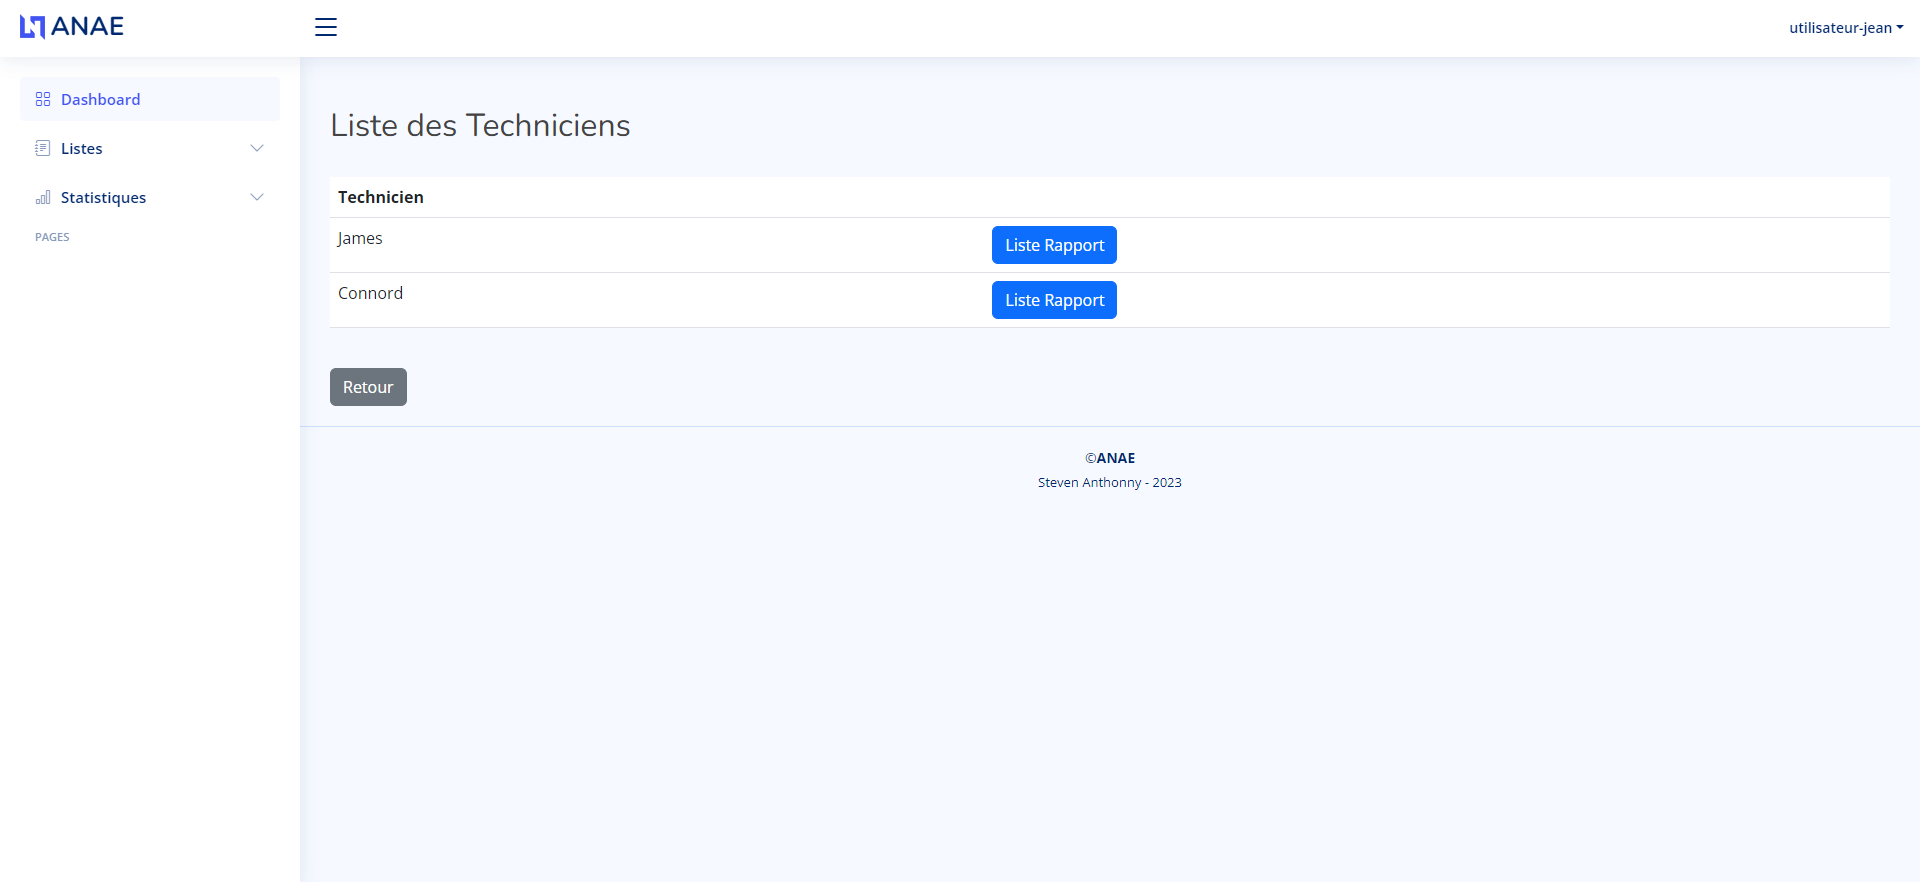 ANAE
utilisateur-jean
Dashboard
Listes
Statistiques
PAGES
Liste des Techniciens
Technicien
James Liste Rapport
Connord Liste Rapport
Retour
©ANAE
Steven Anthonny - 2023